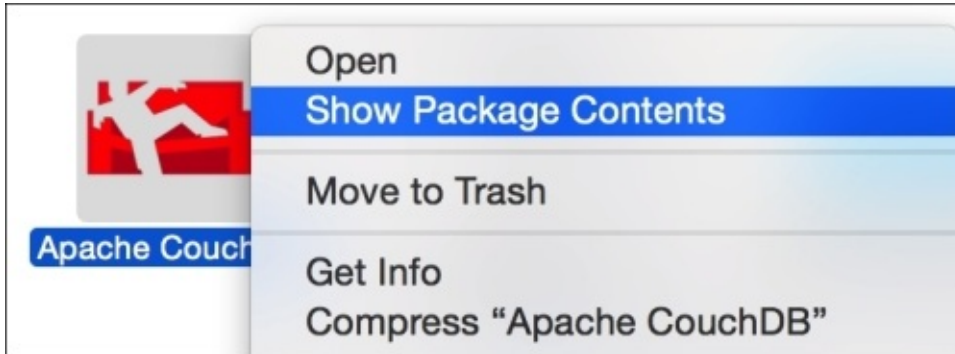 Open
Show Package Contents
Move to Trash
Apache Couch
Get Info
Compress “Apache CouchDB”